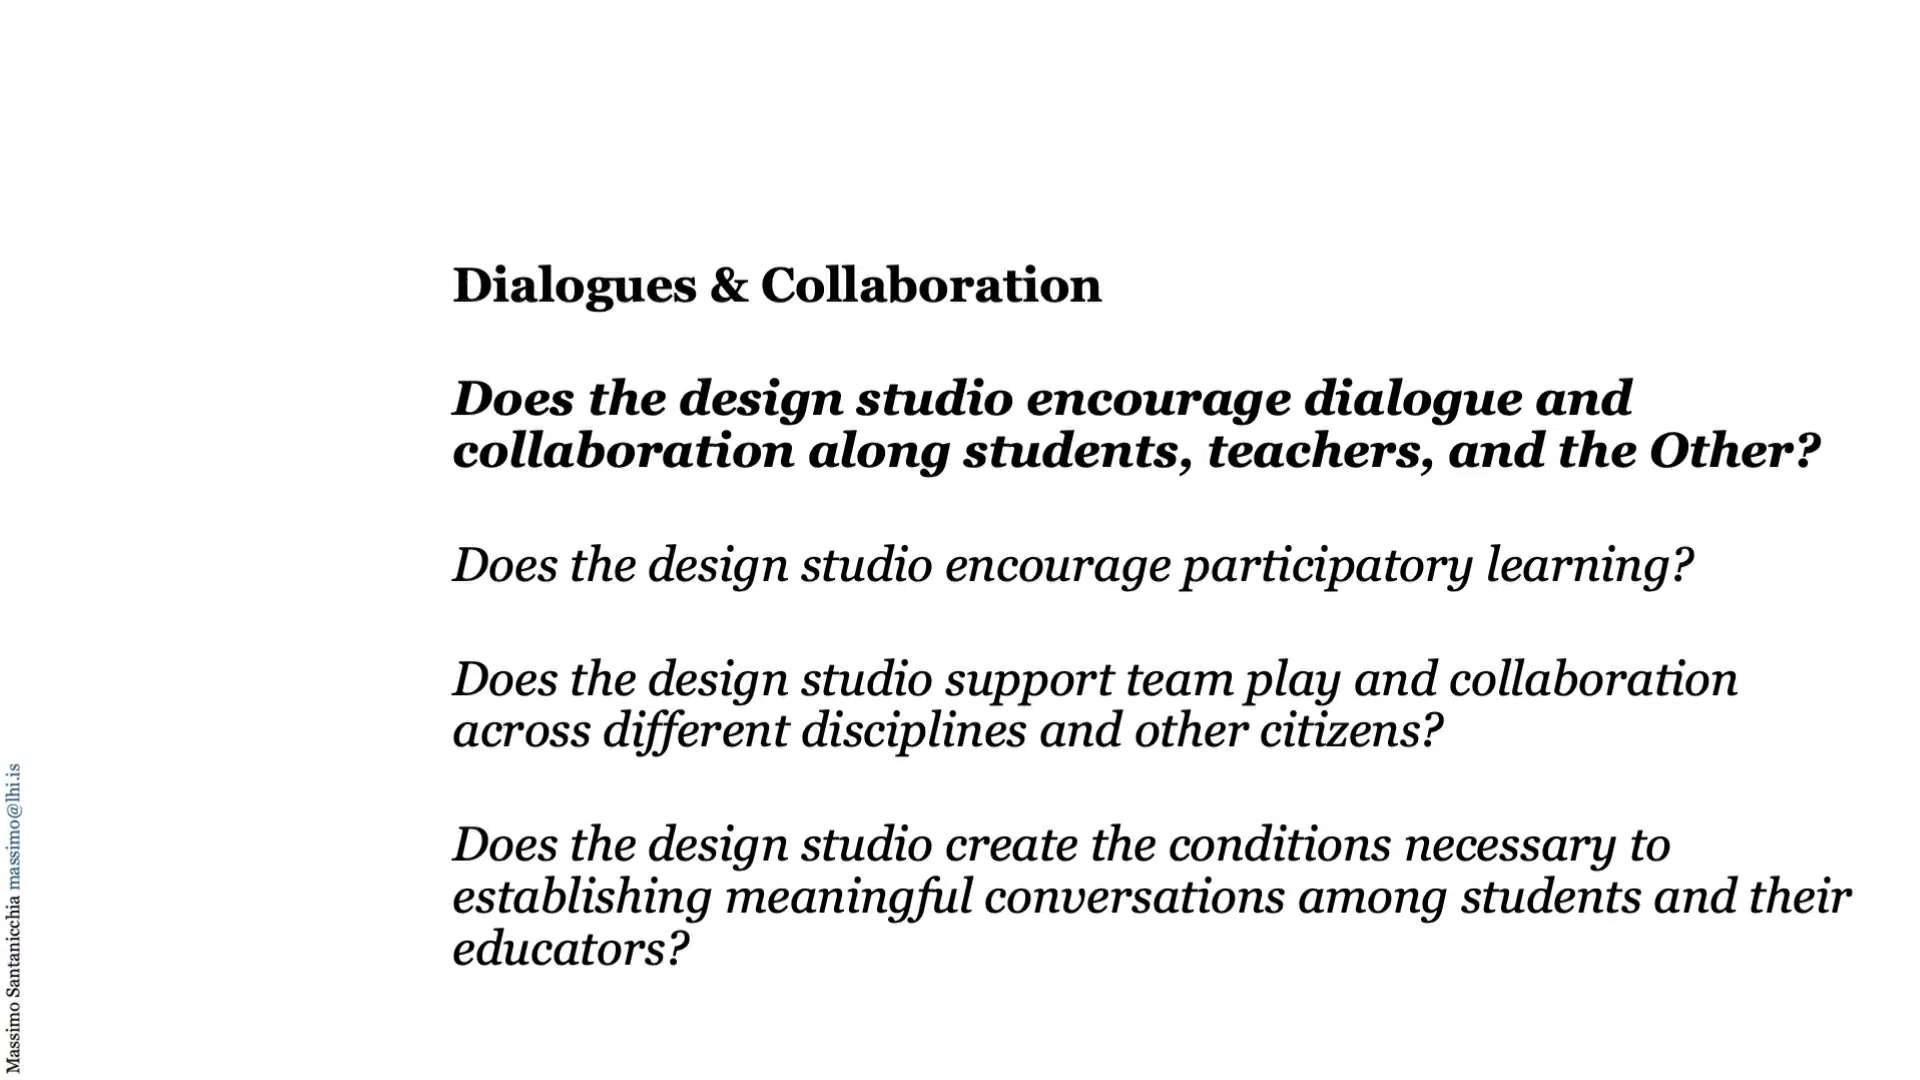 Dialogues & Collaboration
Does the design studio encourage dialogue and
collaboration along students, teachers, and the Other?
Does the design studio encourage participatory learning?
Does the design studio support team play and collaboration
across different disciplines and other citizens?
Does the design studio create the conditions necessary to
establishing meaningful conversations among students and their
educators?
Massimo Santanicchia massimo@lhi.is